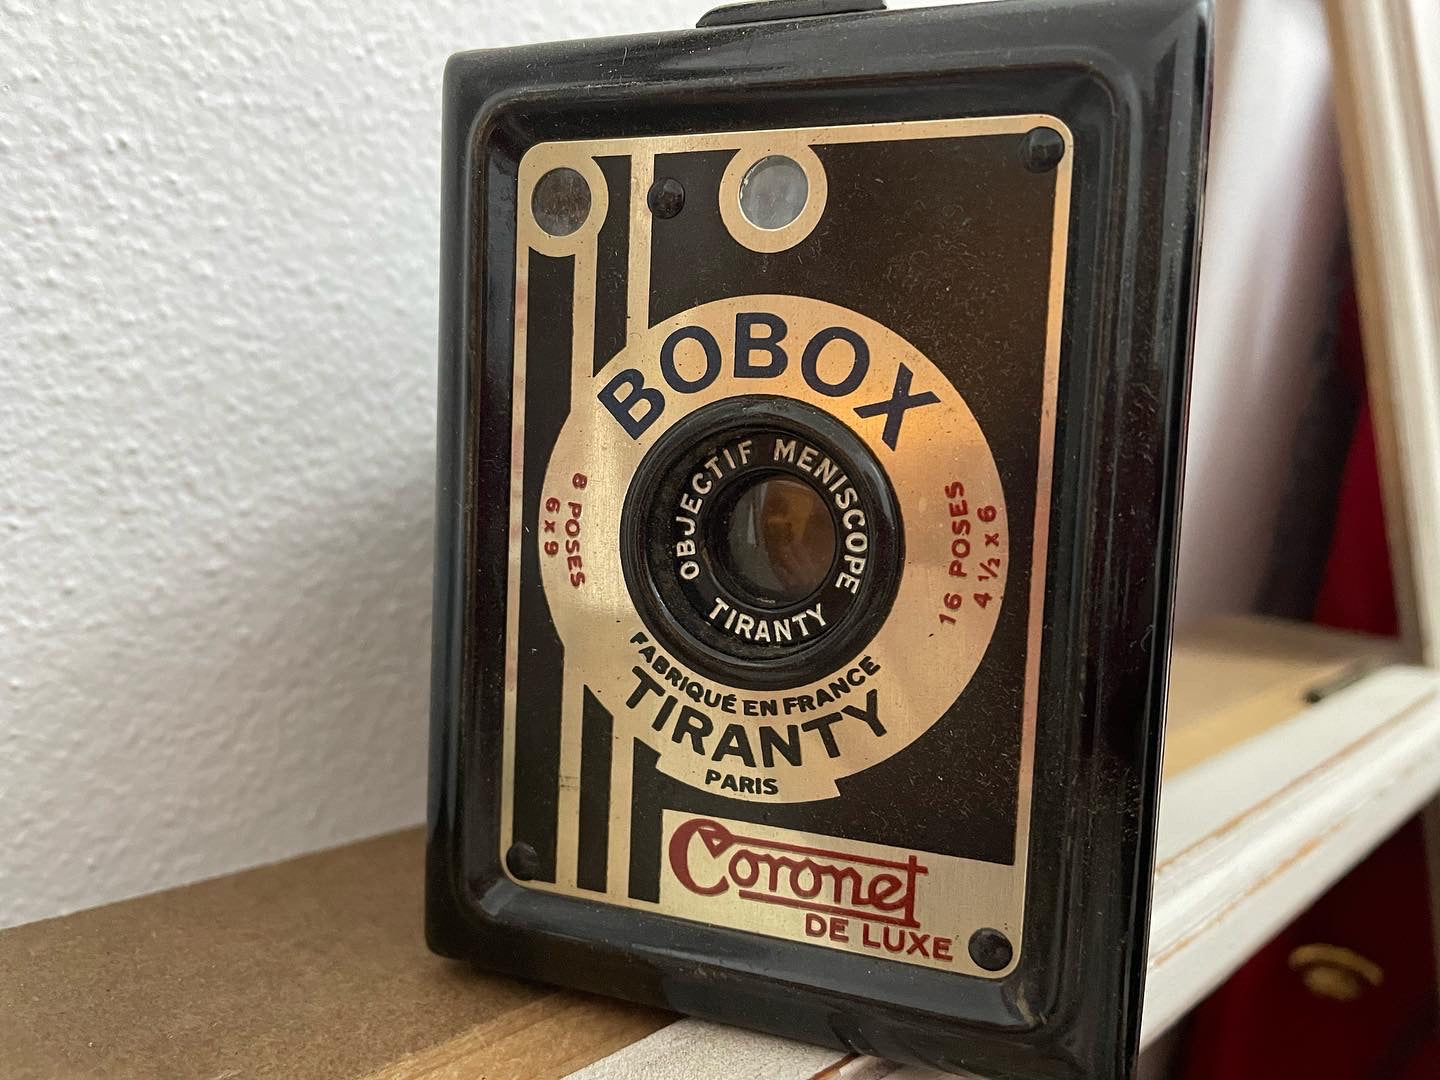 BOBOX
OBJECTIF MENISCOPE
TIRANTY
8 POSES
6 x 9
16 POSES
4 ½ x 6
FABRIQUÉ EN FRANCE
TIRANTY
PARIS
Coronet
DE LUXE